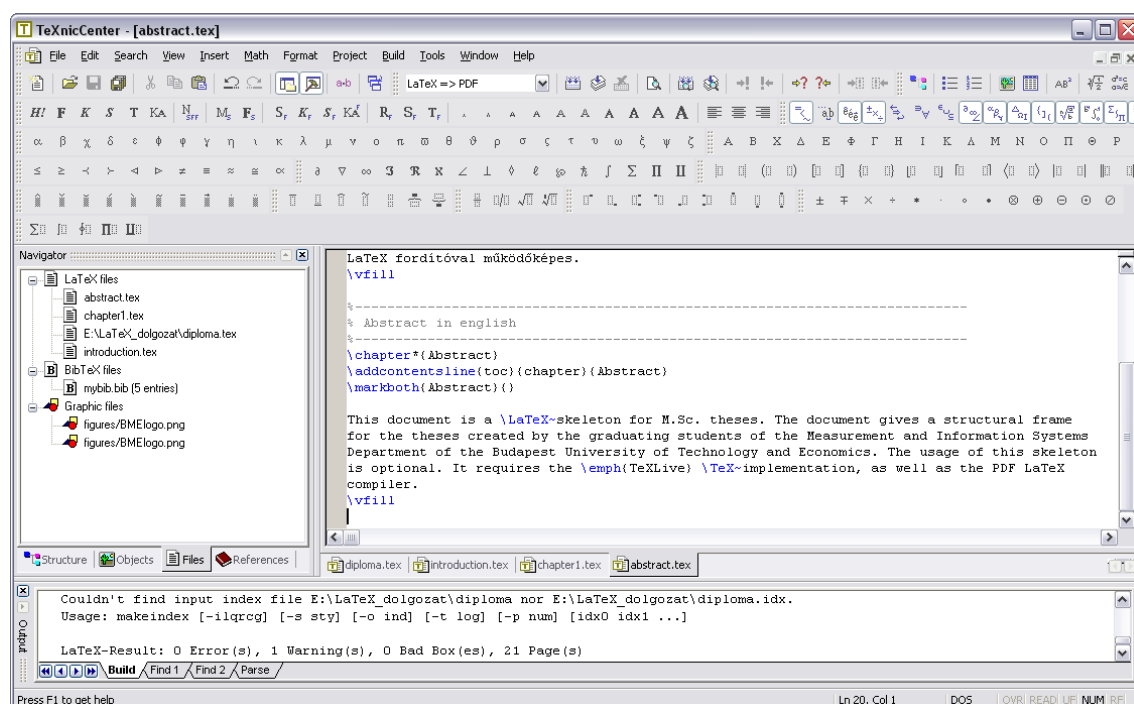 TeXnicCenter - [abstract.tex]
File Edit Search View Insert Math Format Project Build Tools Window Help
LaTeX => PDF
Navigator
LaTeX files
abstract.tex
chapter1.tex
E:\LaTeX_dolgozat\diploma.tex
introduction.tex
BibTeX files
mybib.bib (5 entries)
Graphic files
figures/BMElogo.png
figures/BMElogo.png
Structure Objects Files References
LaTeX fordítóval működőképes.
\vfill
%----------------------------------------------------------------------------
% Abstract in english
%----------------------------------------------------------------------------
\chapter*{Abstract}
\addcontentsline{toc}{chapter}{Abstract}
\markboth{Abstract}{}
This document is a \LaTeX~skeleton for M.Sc. theses. The document gives a structural frame
for the theses created by the graduating students of the Measurement and Information Systems
Department of the Budapest University of Technology and Economics. The usage of this skeleton
is optional. It requires the \emph{TeXLive} \TeX~implementation, as well as the PDF LaTeX
compiler.
\vfill
diploma.tex introduction.tex chapter1.tex abstract.tex
Output
Couldn't find input index file E:\LaTeX_dolgozat\diploma nor E:\LaTeX_dolgozat\diploma.idx.
Usage: makeindex [-ilqrcg] [-s sty] [-o ind] [-t log] [-p num] [idx0 idx1 ...]
LaTeX-Result: 0 Error(s), 1 Warning(s), 0 Bad Box(es), 21 Page(s)
Build Find 1 Find 2 Parse
Press F1 to get help Ln 20, Col 1 DOS OVR READ UF NUM RE